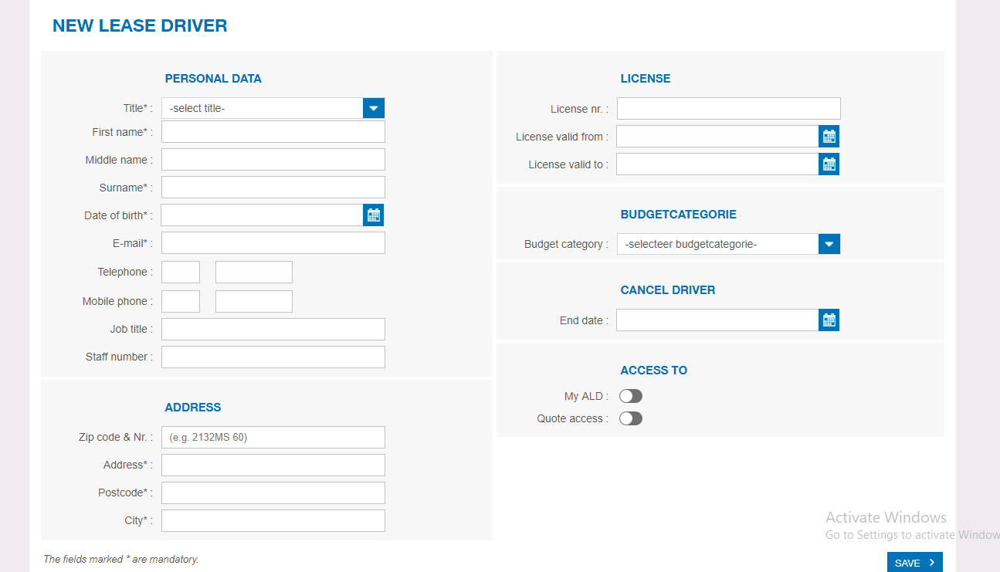 NEW LEASE DRIVER
PERSONAL DATA
Title* :
-select title-
First name* :
Middle name :
Surname* :
Date of birth* :
E-mail* :
Telephone :
Mobile phone :
Job title :
Staff number :
ADDRESS
Zip code & Nr. :
(e.g. 2132MS 60)
Address* :
Postcode* :
City* :
The fields marked * are mandatory.
LICENSE
License nr. :
License valid from :
License valid to :
BUDGETCATEGORIE
Budget category :
-selecteer budgetcategorie-
CANCEL DRIVER
End date :
ACCESS TO
My ALD :
Quote access :
Activate Windows
Go to Settings to activate Window
SAVE